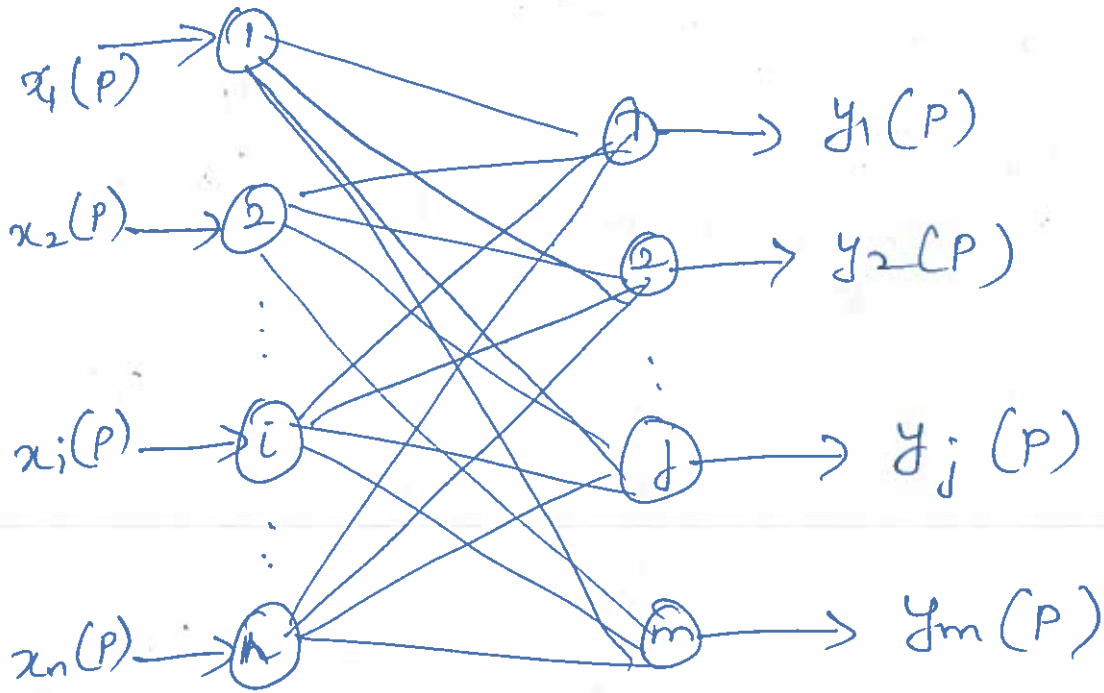 1
x₁(P)
1
y₁(P)
2
x₂(P)
2
y₂(P)
i
xᵢ(P)
j
yⱼ(P)
n
xₙ(P)
m
yₘ(P)